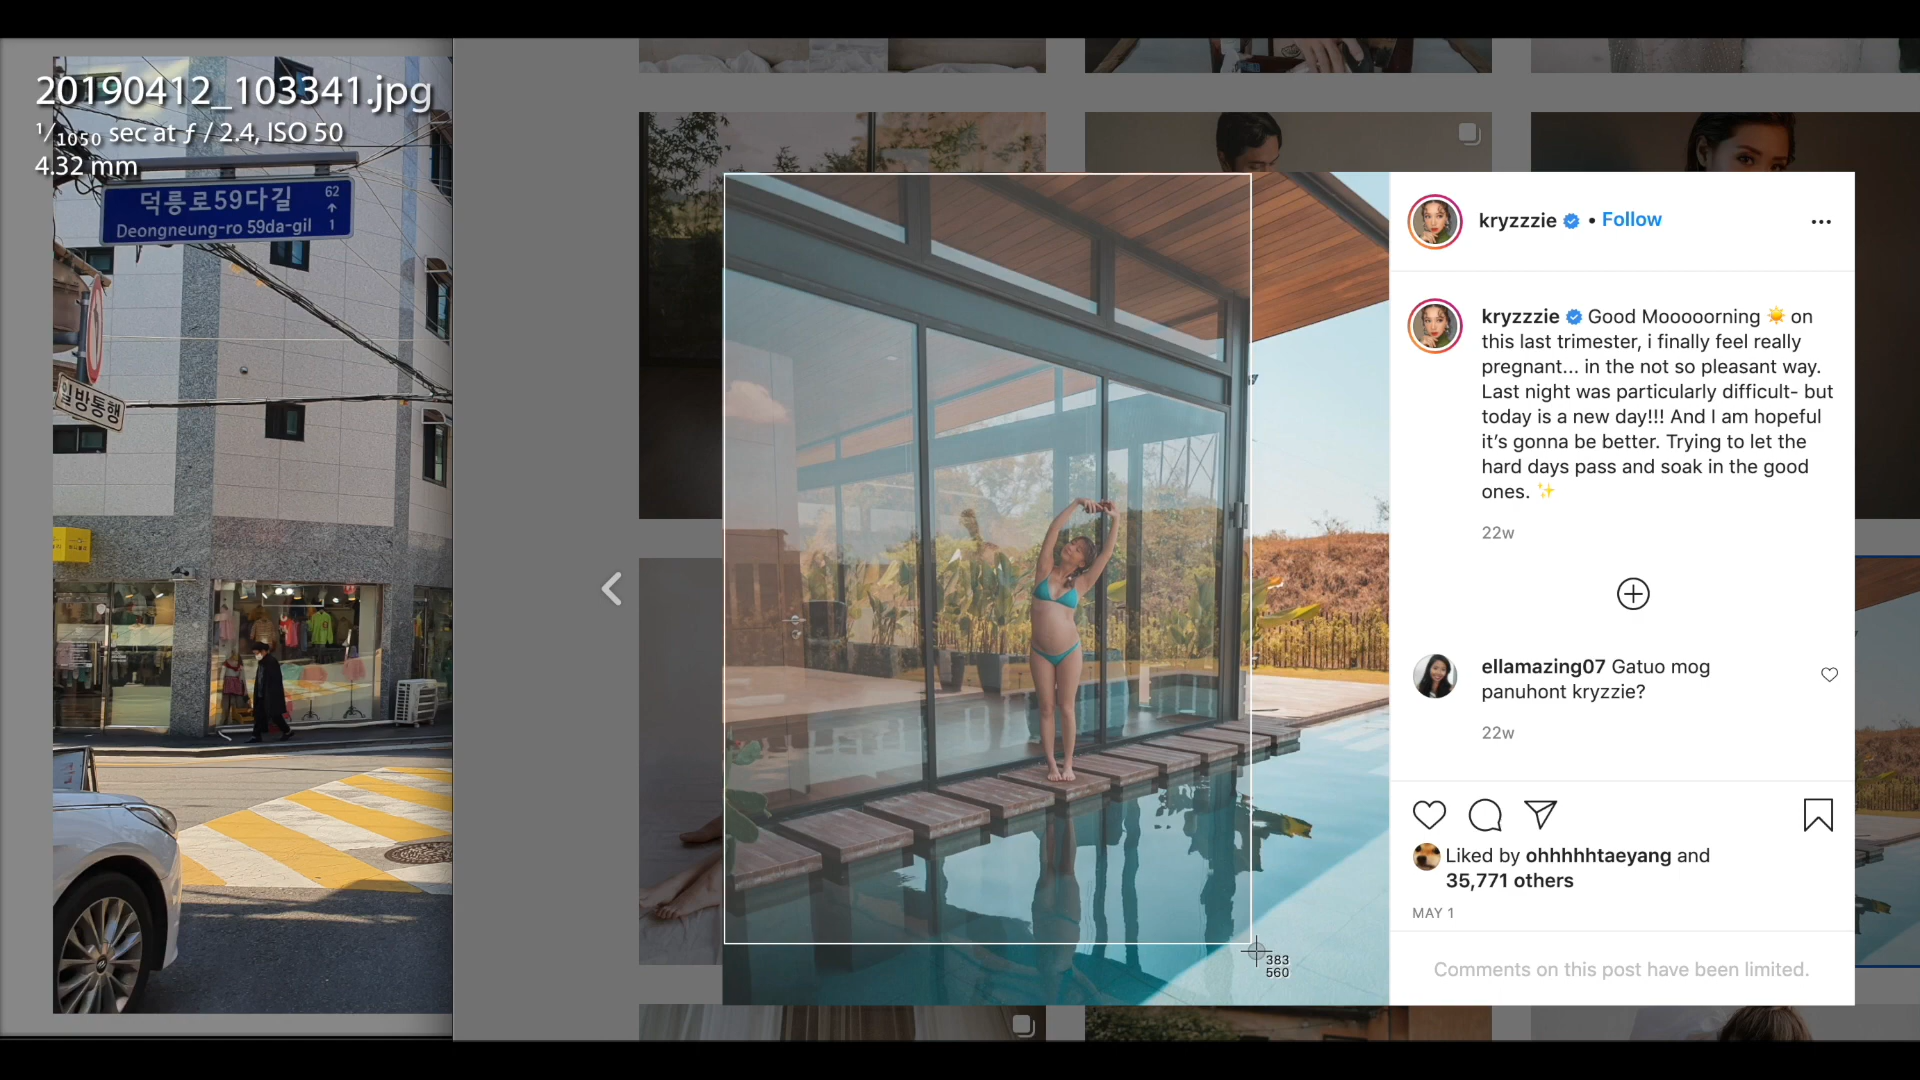 20190412_103341.jpg
1/1050 sec at ƒ / 2.4, ISO 50
4.32 mm
덕릉로59다길 62
↑
Deongneung-ro 59da-gil 1
일방통행
kryzzzie • Follow
kryzzzie Good Mooooorning ☀️ on
this last trimester, i finally feel really
pregnant... in the not so pleasant way.
Last night was particularly difficult- but
today is a new day!!! And I am hopeful
it's gonna be better. Trying to let the
hard days pass and soak in the good
ones. ✨
22w
ellamazing07 Gatuo mog
panuhont kryzzie?
22w
Liked by ohhhhhtaeyang and
35,771 others
MAY 1
Comments on this post have been limited.
383
560